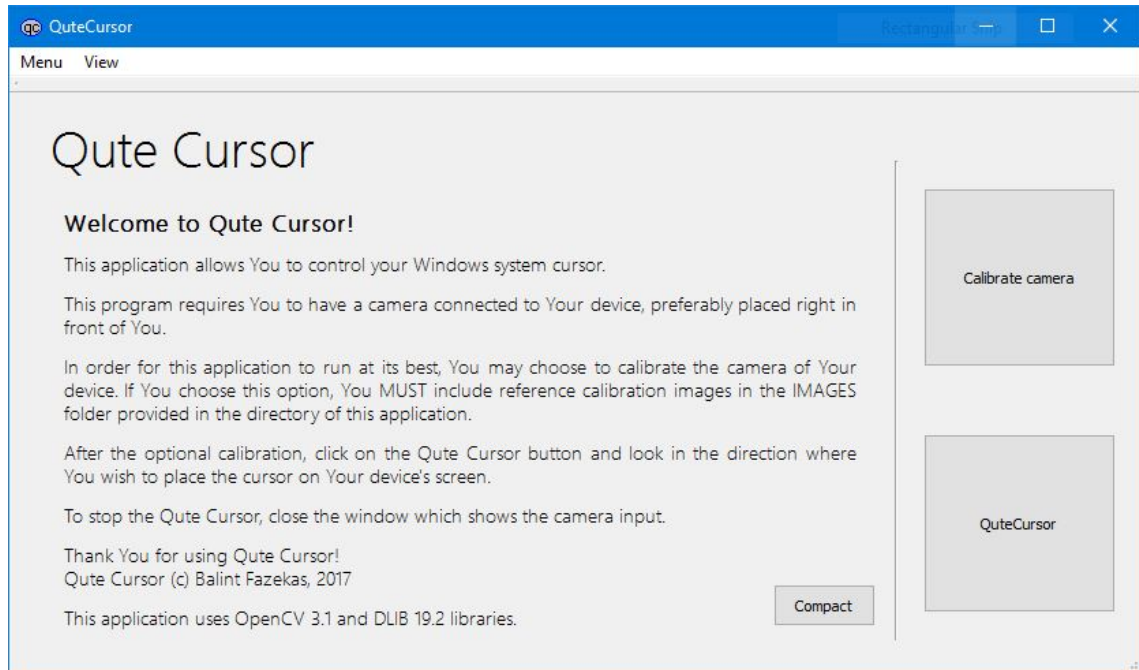 qc QuteCursor
Rectangular Snip
Menu View
Qute Cursor
Welcome to Qute Cursor!
This application allows You to control your Windows system cursor.
This program requires You to have a camera connected to Your device, preferably placed right in
front of You.
In order for this application to run at its best, You may choose to calibrate the camera of Your
device. If You choose this option, You MUST include reference calibration images in the IMAGES
folder provided in the directory of this application.
After the optional calibration, click on the Qute Cursor button and look in the direction where
You wish to place the cursor on Your device's screen.
To stop the Qute Cursor, close the window which shows the camera input.
Thank You for using Qute Cursor!
Qute Cursor (c) Balint Fazekas, 2017
This application uses OpenCV 3.1 and DLIB 19.2 libraries.
Compact
Calibrate camera
QuteCursor